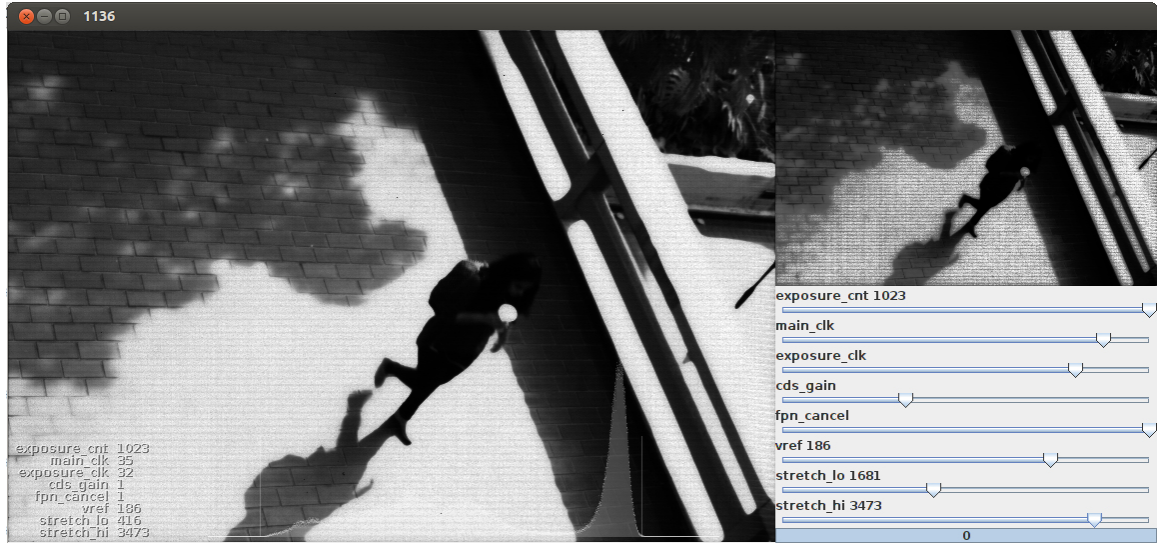 1136
exposure_cnt 1023
main_clk 35
exposure_clk 32
cds_gain 1
fpn_cancel 1
vref 186
stretch_lo 416
stretch_hi 3473
exposure_cnt 1023
main_clk
exposure_clk
cds_gain
fpn_cancel
vref 186
stretch_lo 1681
stretch_hi 3473
0